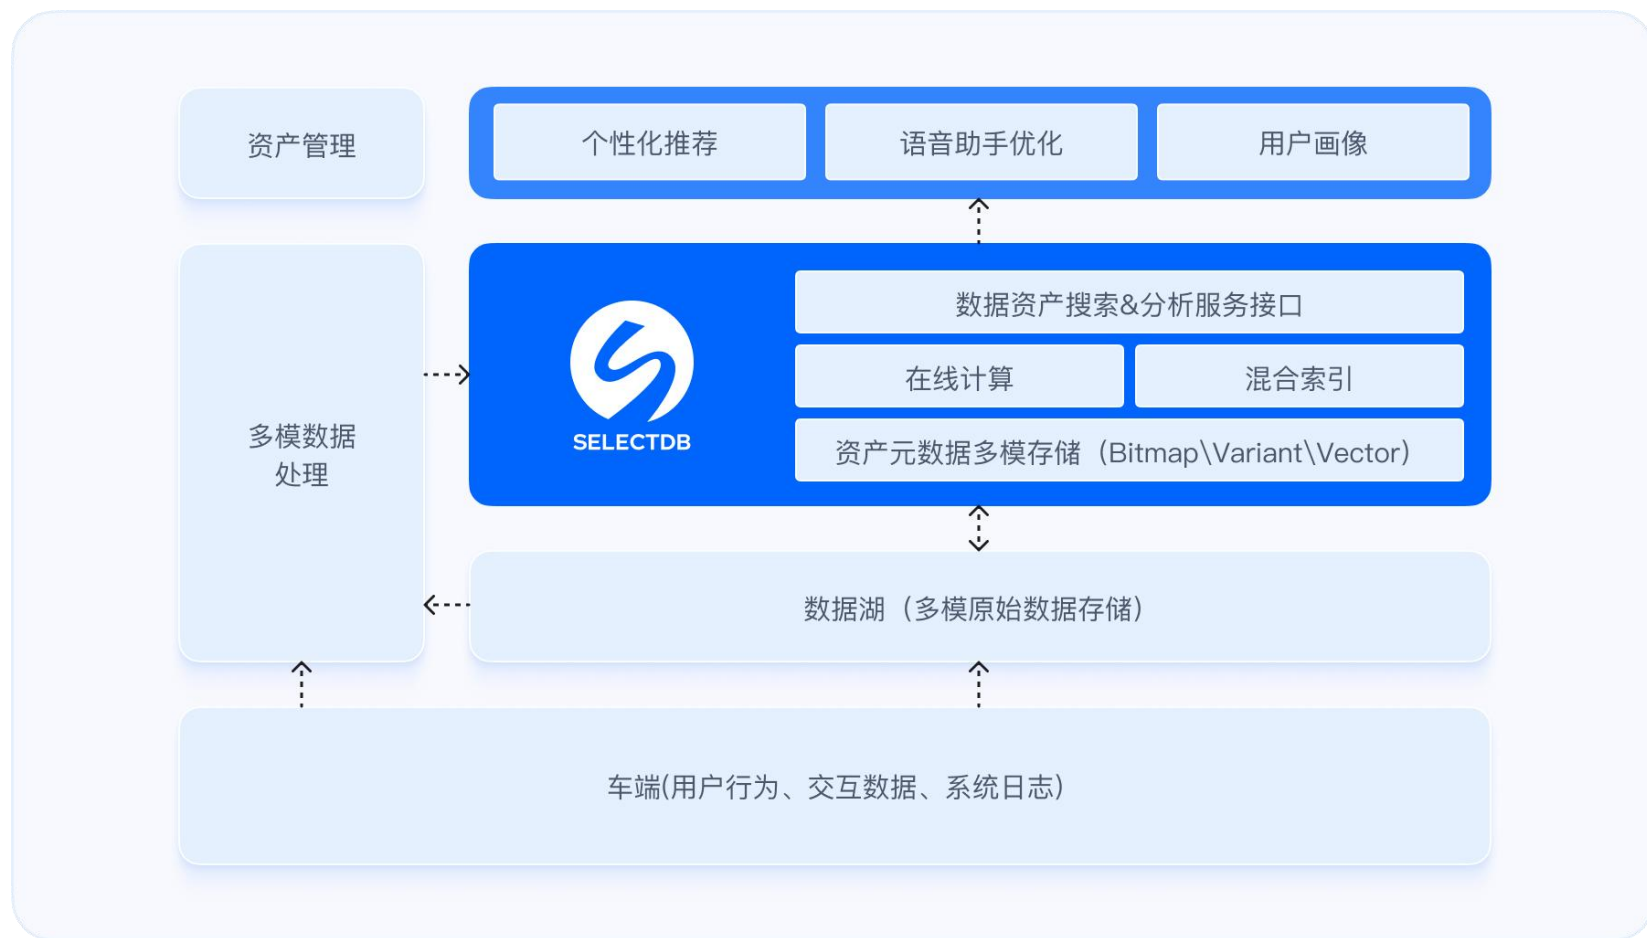 资产管理
个性化推荐
语音助手优化
用户画像
多模数据
处理
SELECTDB
数据资产搜索&分析服务接口
在线计算
混合索引
资产元数据多模存储（Bitmap\Variant\Vector）
数据湖（多模原始数据存储）
车端(用户行为、交互数据、系统日志)